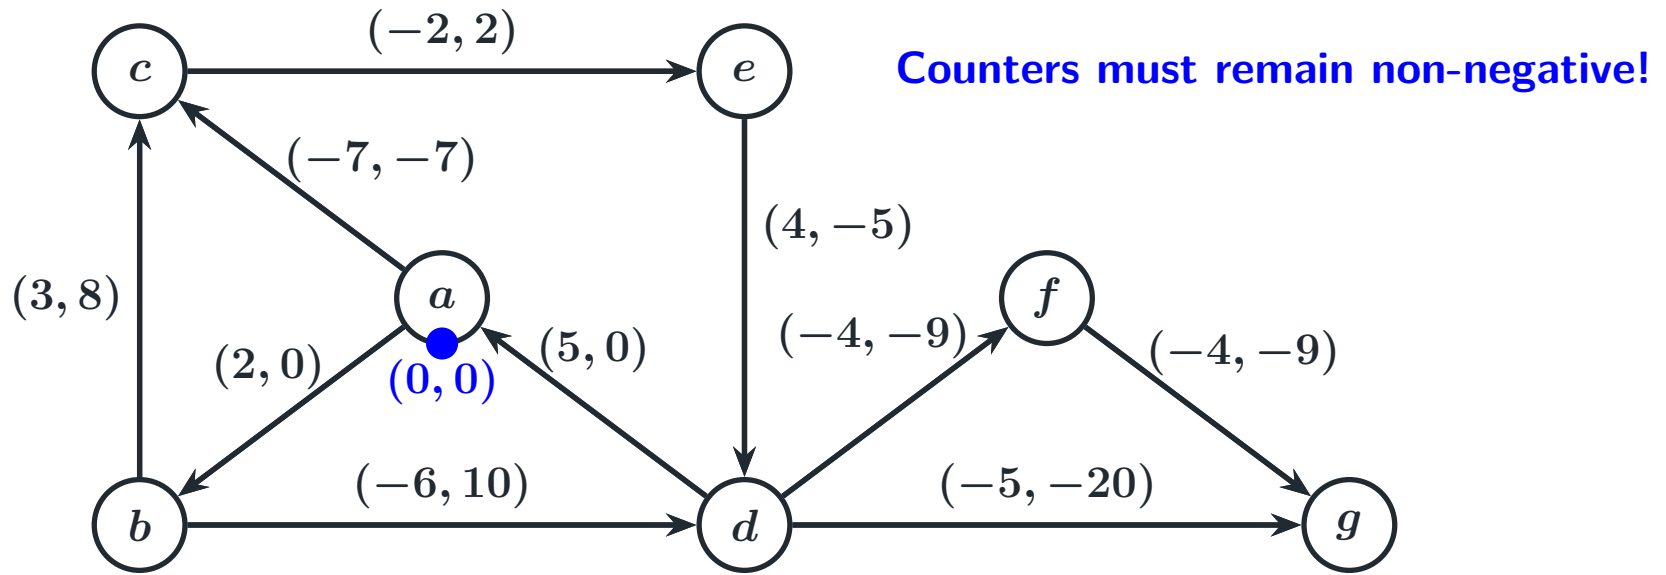 (−2, 2)
c
e
Counters must remain non-negative!
(−7, −7)
(4, −5)
(3, 8)
a
f
(2, 0)
(0, 0)
(5, 0)
(−4, −9)
(−4, −9)
(−6, 10)
(−5, −20)
b
d
g